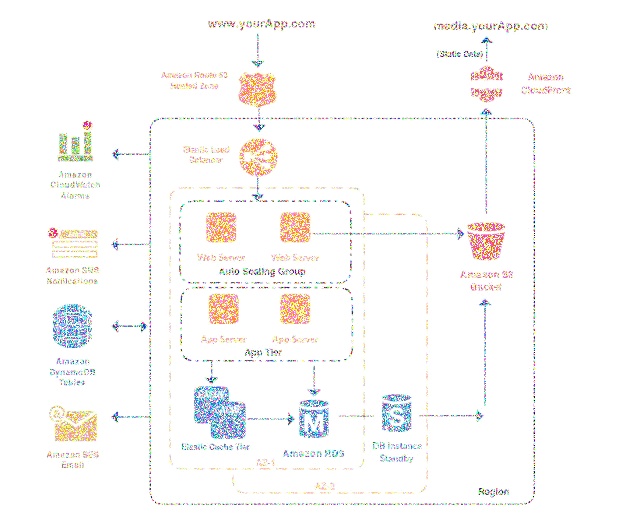 www.yourApp.com
media.yourApp.com
(Static Data)
Amazon Route 53
Hosted Zone
Amazon
CloudFront
Elastic Load
Balancer
Amazon
CloudWatch
Alarms
Web Server
Web Server
Auto Scaling Group
Amazon SNS
Notifications
Amazon S3
Bucket
App Server
App Server
App Tier
Amazon
DynamoDB
Tables
M
S
Elastic Cache Tier
Amazon RDS
DB Instance
Standby
Amazon SES
Email
AZ-1
AZ-2
Region